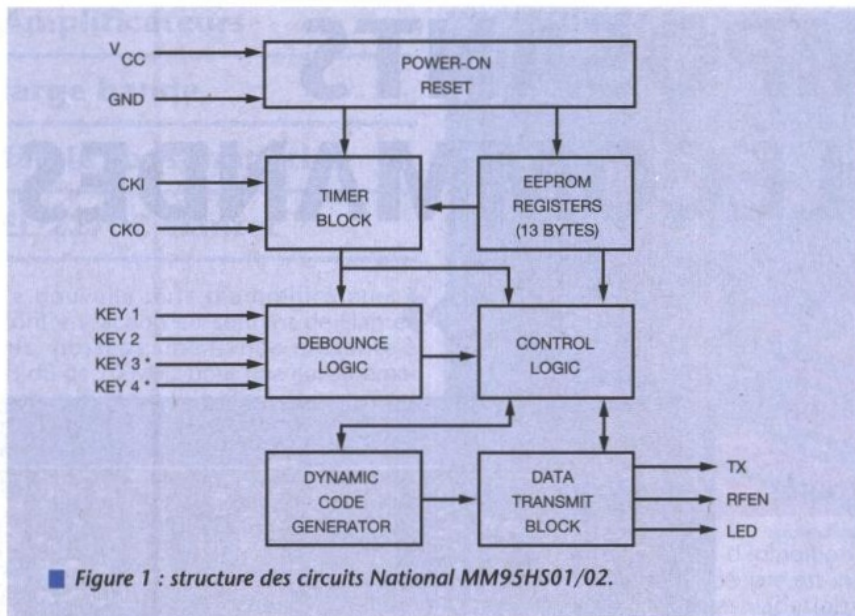 V CC
GND
POWER-ON
RESET
CKI
CKO
TIMER
BLOCK
EEPROM
REGISTERS
(13 BYTES)
KEY 1
KEY 2
KEY 3 *
KEY 4 *
DEBOUNCE
LOGIC
CONTROL
LOGIC
DYNAMIC
CODE
GENERATOR
DATA
TRANSMIT
BLOCK
TX
RFEN
LED
Figure 1 : structure des circuits National MM95HS01/02.